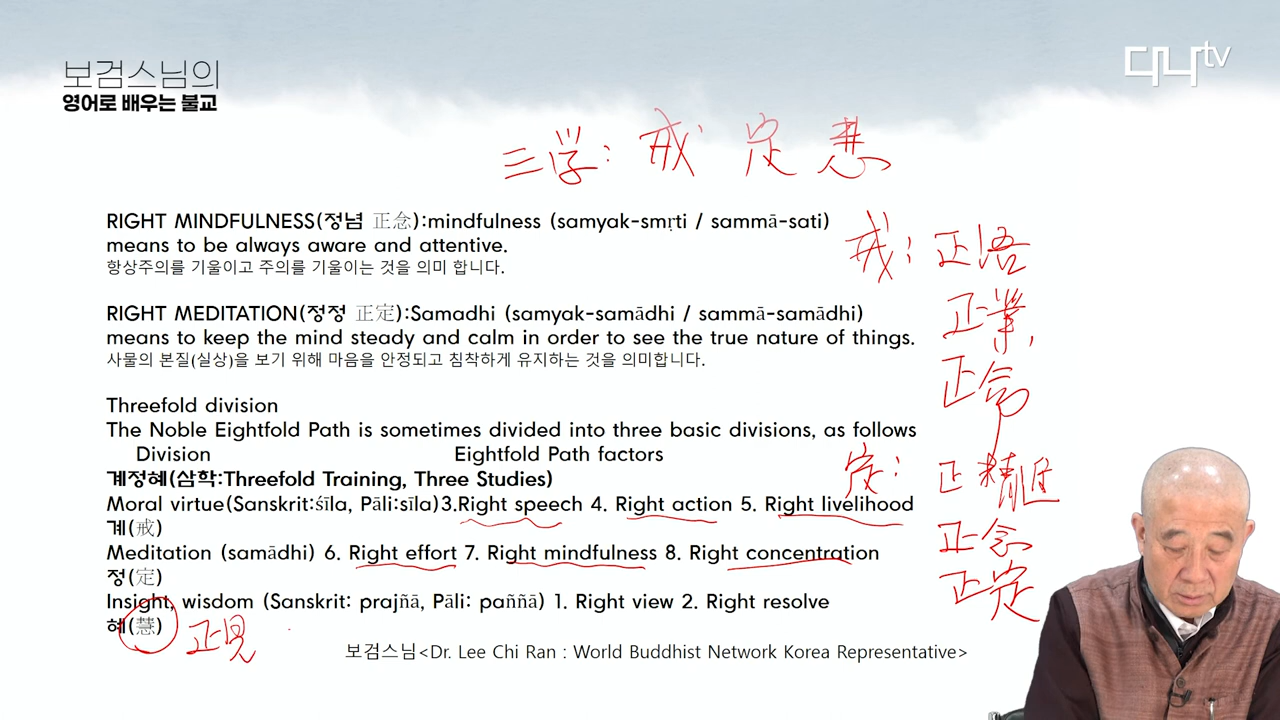 보검스님의
영어로 배우는 불교
다나tv
三学: 戒 定 慧
RIGHT MINDFULNESS(정념 正念):mindfulness (samyak-smṛti / sammā-sati)
means to be always aware and attentive.
항상주의를 기울이고 주의를 기울이는 것을 의미 합니다.
RIGHT MEDITATION(정정 正定):Samadhi (samyak-samādhi / sammā-samādhi)
means to keep the mind steady and calm in order to see the true nature of things.
사물의 본질(실상)을 보기 위해 마음을 안정되고 침착하게 유지하는 것을 의미합니다.
Threefold division
The Noble Eightfold Path is sometimes divided into three basic divisions, as follows
Division Eightfold Path factors
계정혜(삼학:Threefold Training, Three Studies)
Moral virtue(Sanskrit:śīla, Pāli:sīla)3.Right speech 4. Right action 5. Right livelihood
계(戒)
Meditation (samādhi) 6. Right effort 7. Right mindfulness 8. Right concentration
정(定)
Insight, wisdom (Sanskrit: prajñā, Pāli: paññā) 1. Right view 2. Right resolve
혜(慧) 正見
戒: 正語
正業,
正命
定: 正精進
正念
正定
보검스님<Dr. Lee Chi Ran : World Buddhist Network Korea Representative>